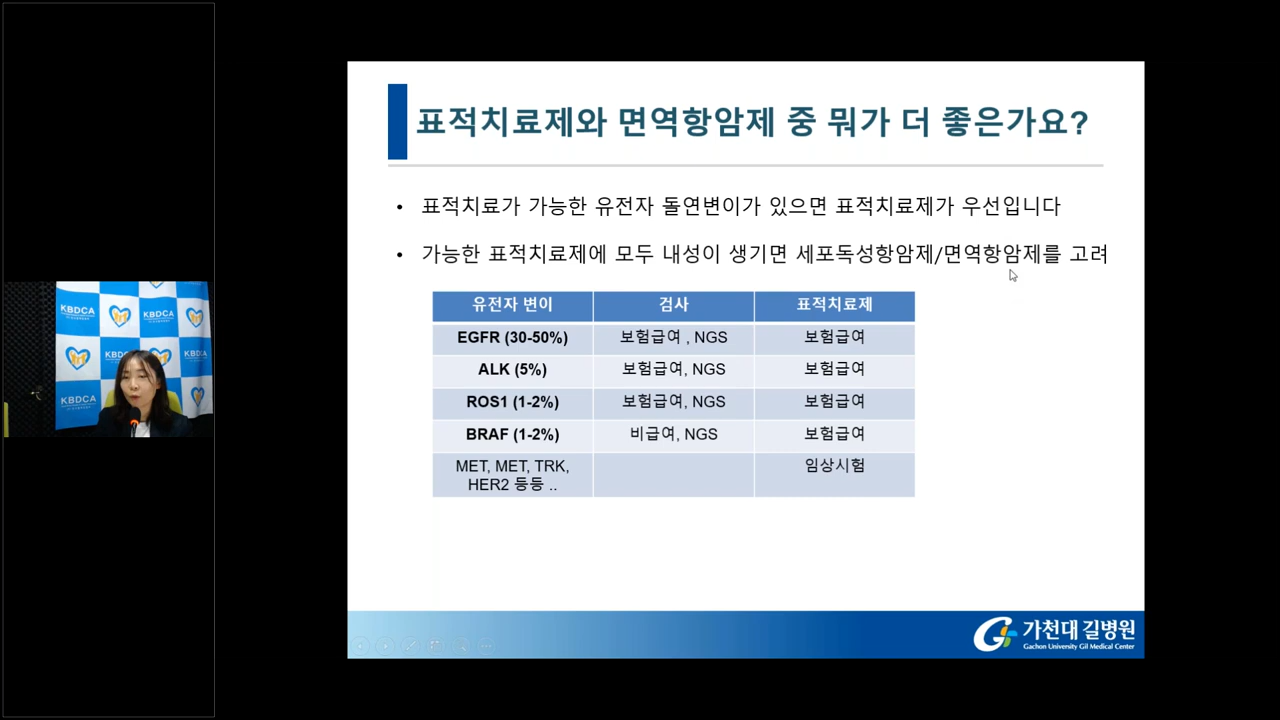 표적치료제와 면역항암제 중 뭐가 더 좋은가요?
• 표적치료가 가능한 유전자 돌연변이가 있으면 표적치료제가 우선입니다
• 가능한 표적치료제에 모두 내성이 생기면 세포독성항암제/면역항암제를 고려
유전자 변이 검사 표적치료제
EGFR (30-50%) 보험급여 , NGS 보험급여
ALK (5%) 보험급여, NGS 보험급여
ROS1 (1-2%) 보험급여, NGS 보험급여
BRAF (1-2%) 비급여, NGS 보험급여
MET, MET, TRK, 임상시험
HER2 등등 ..
가천대 길병원
Gachon University Gil Medical Center
KBDCA
KBDCA
KBDCA
KBDCA
KBDCA